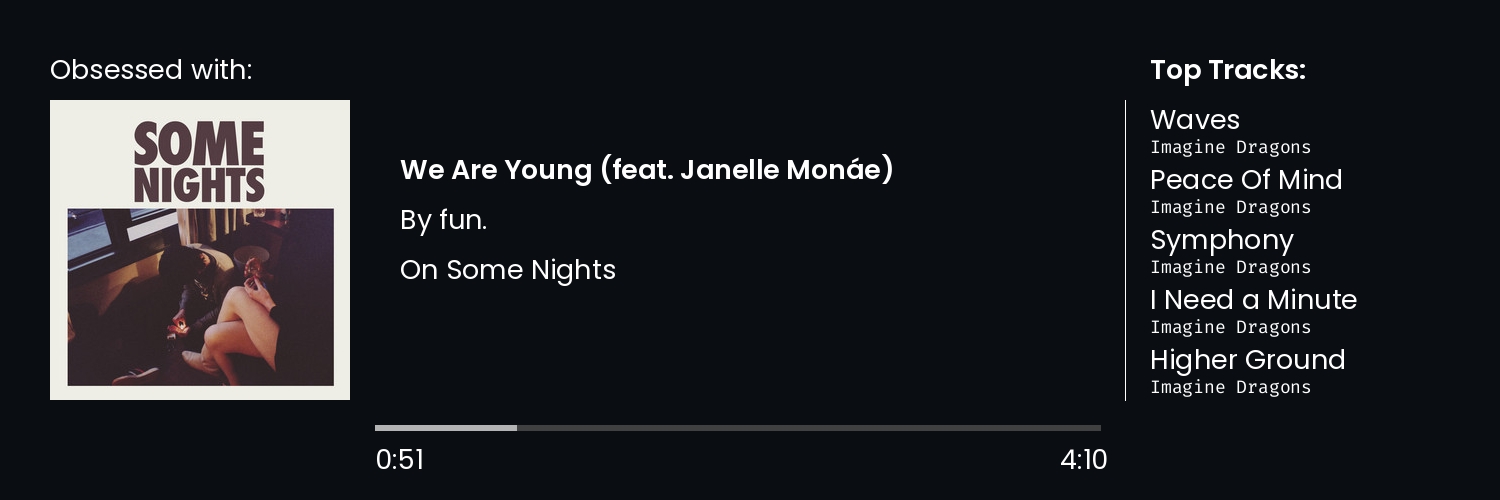 Obsessed with:
SOME
NIGHTS
We Are Young (feat. Janelle Monáe)
By fun.
On Some Nights
0:51
4:10
Top Tracks:
Waves
Imagine Dragons
Peace Of Mind
Imagine Dragons
Symphony
Imagine Dragons
I Need a Minute
Imagine Dragons
Higher Ground
Imagine Dragons